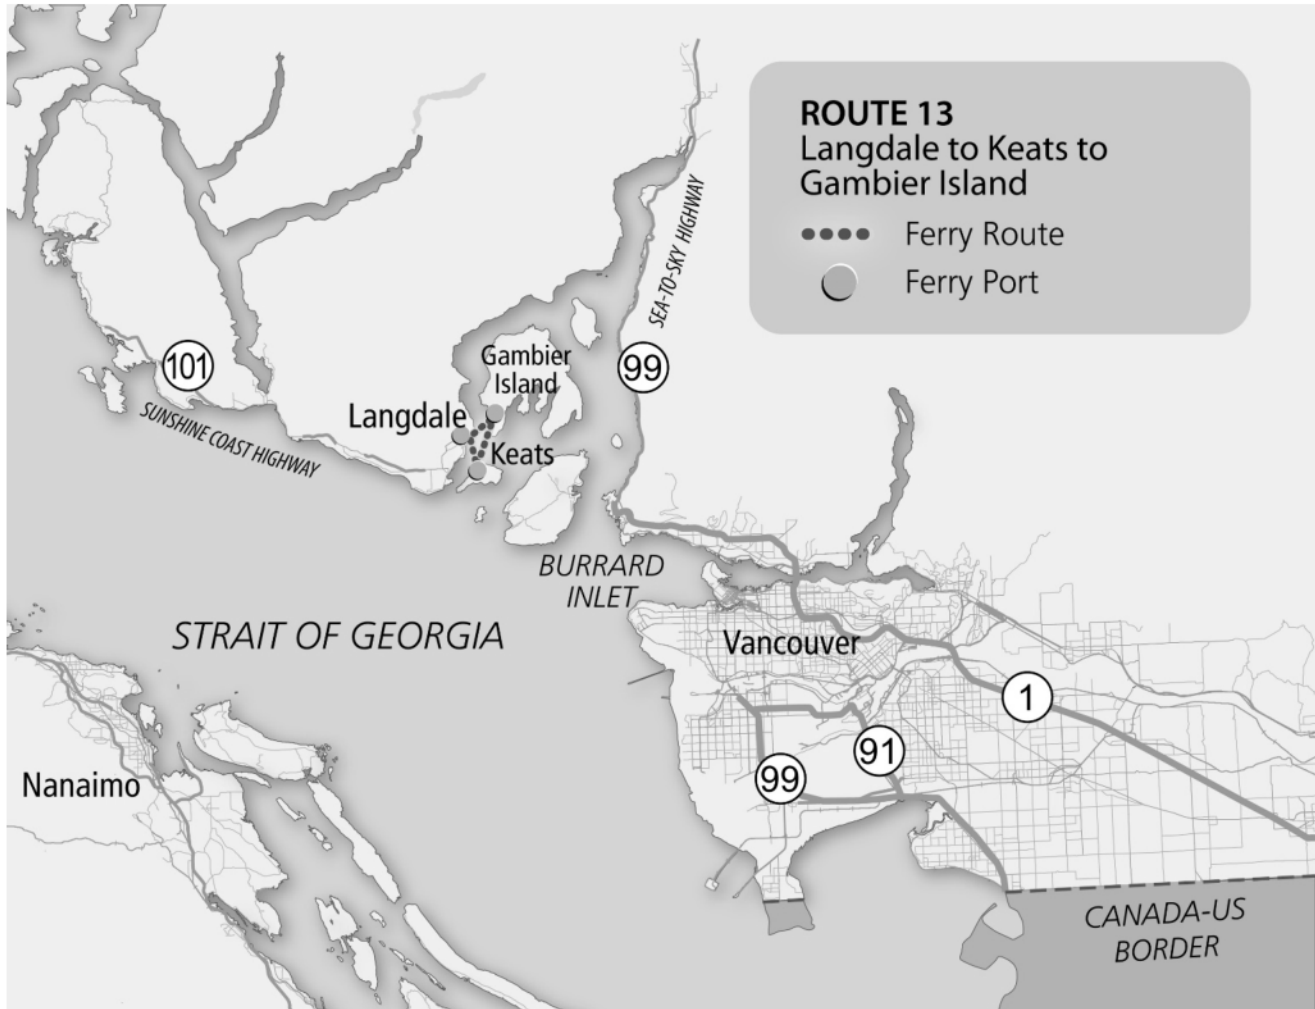 ROUTE 13
Langdale to Keats to
Gambier Island
Ferry Route
Ferry Port
SEA-TO-SKY HIGHWAY
99
101
SUNSHINE COAST HIGHWAY
Gambier
Island
Langdale
Keats
BURRARD
INLET
STRAIT OF GEORGIA
Vancouver
1
91
99
Nanaimo
CANADA-US
BORDER